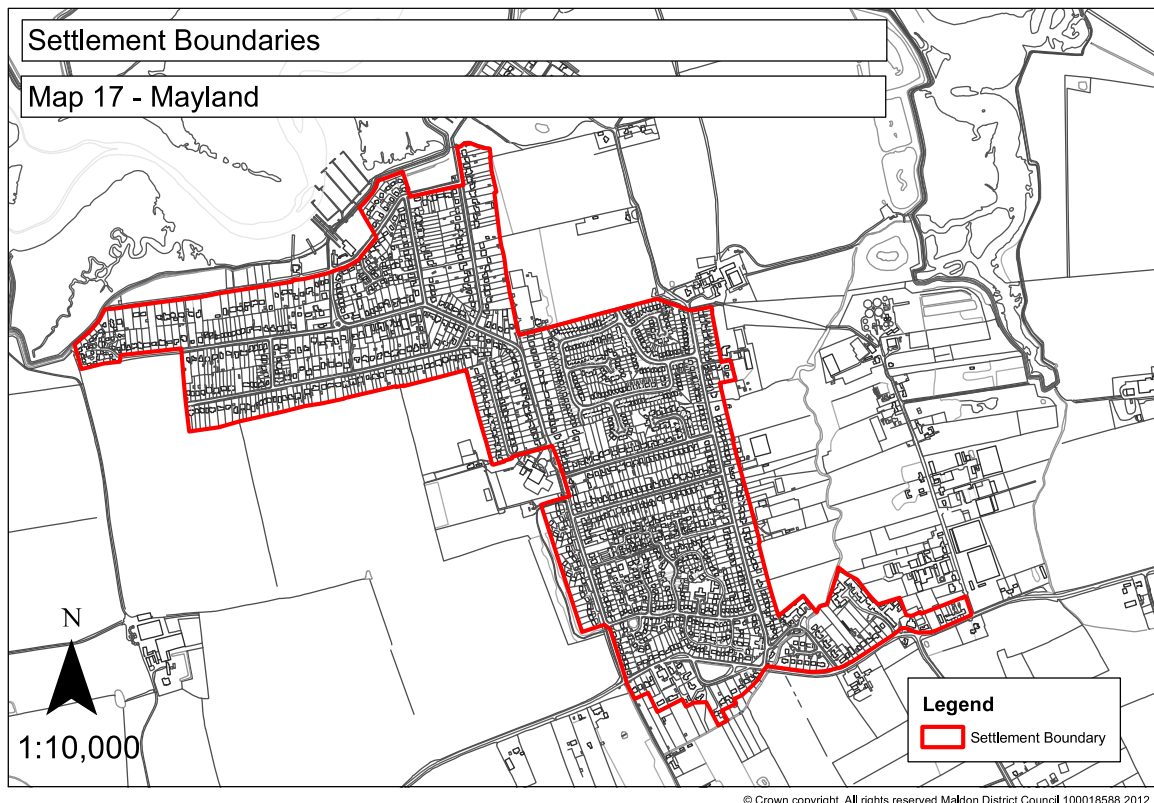 Settlement Boundaries
Map 17 - Mayland
N
1:10,000
Legend
Settlement Boundary
© Crown copyright. All rights reserved Maldon District Council 100018588 2012